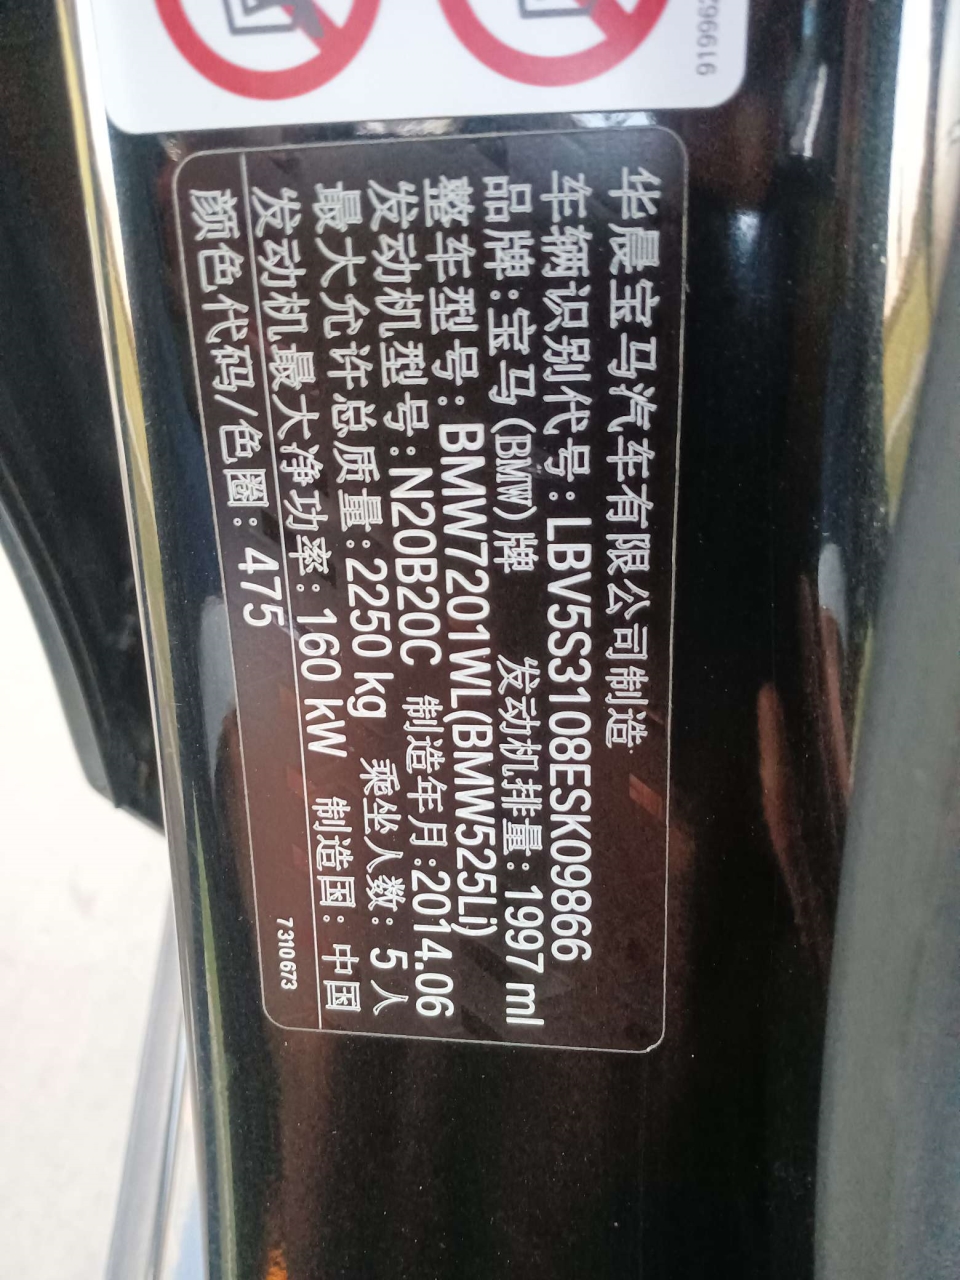 296616
华晨宝马汽车有限公司制造
车辆识别代号:LBV5S3108ESK09866
品牌:宝马(BMW)牌 发动机排量:1997 ml
整车型号:BMW7201WL(BMW525Li)
发动机型号:N20B20C 制造年月:2014.06
最大允许总质量:2250 kg 乘坐人数:5人
发动机最大净功率:160 kW 制造国:中国
颜色代码/色圈:475
7310673